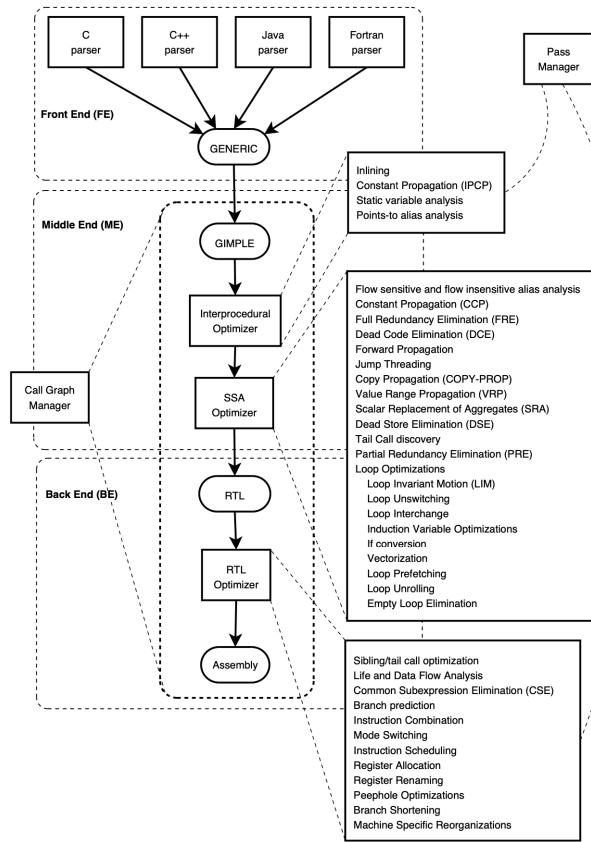 C
parser
C++
parser
Java
parser
Fortran
parser
Pass
Manager
Front End (FE)
GENERIC
Inlining
Constant Propagation (IPCP)
Static variable analysis
Points-to alias analysis
Middle End (ME)
GIMPLE
Interprocedural
Optimizer
Flow sensitive and flow insensitive alias analysis
Constant Propagation (CCP)
Full Redundancy Elimination (FRE)
Dead Code Elimination (DCE)
Forward Propagation
Jump Threading
Copy Propagation (COPY-PROP)
Value Range Propagation (VRP)
Scalar Replacement of Aggregates (SRA)
Dead Store Elimination (DSE)
Tail Call discovery
Partial Redundancy Elimination (PRE)
Loop Optimizations
Loop Invariant Motion (LIM)
Loop Unswitching
Loop Interchange
Induction Variable Optimizations
If conversion
Vectorization
Loop Prefetching
Loop Unrolling
Empty Loop Elimination
Call Graph
Manager
SSA
Optimizer
Back End (BE)
RTL
RTL
Optimizer
Assembly
Sibling/tail call optimization
Life and Data Flow Analysis
Common Subexpression Elimination (CSE)
Branch prediction
Instruction Combination
Mode Switching
Instruction Scheduling
Register Allocation
Register Renaming
Peephole Optimizations
Branch Shortening
Machine Specific Reorganizations